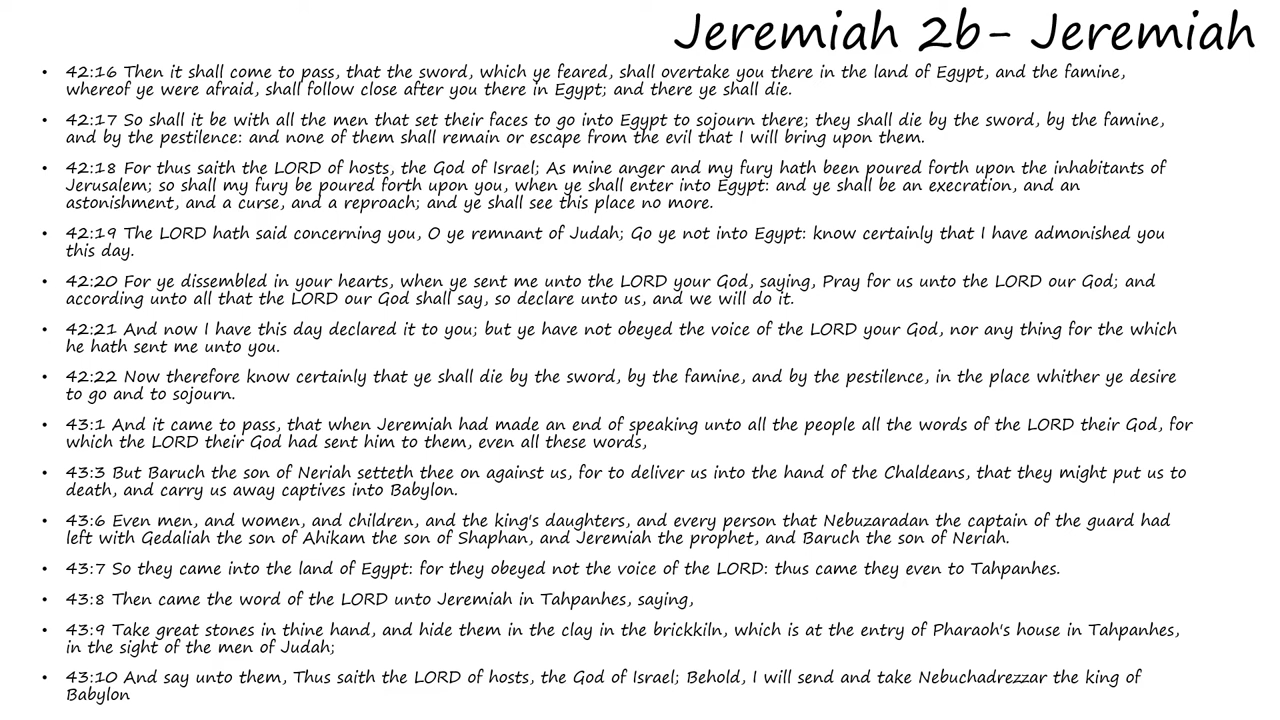 Jeremiah 2b- Jeremiah
• 42:16 Then it shall come to pass, that the sword, which ye feared, shall overtake you there in the land of Egypt, and the famine,
whereof ye were afraid, shall follow close after you there in Egypt; and there ye shall die.
• 42:17 So shall it be with all the men that set their faces to go into Egypt to sojourn there; they shall die by the sword, by the famine,
and by the pestilence: and none of them shall remain or escape from the evil that I will bring upon them.
• 42:18 For thus saith the LORD of hosts, the God of Israel; As mine anger and my fury hath been poured forth upon the inhabitants of
Jerusalem; so shall my fury be poured forth upon you, when ye shall enter into Egypt: and ye shall be an execration, and an
astonishment, and a curse, and a reproach; and ye shall see this place no more.
• 42:19 The LORD hath said concerning you, O ye remnant of Judah; Go ye not into Egypt: know certainly that I have admonished you
this day.
• 42:20 For ye dissembled in your hearts, when ye sent me unto the LORD your God, saying, Pray for us unto the LORD our God; and
according unto all that the LORD our God shall say, so declare unto us, and we will do it.
• 42:21 And now I have this day declared it to you; but ye have not obeyed the voice of the LORD your God, nor any thing for the which
he hath sent me unto you.
• 42:22 Now therefore know certainly that ye shall die by the sword, by the famine, and by the pestilence, in the place whither ye desire
to go and to sojourn.
• 43:1 And it came to pass, that when Jeremiah had made an end of speaking unto all the people all the words of the LORD their God, for
which the LORD their God had sent him to them, even all these words,
• 43:3 But Baruch the son of Neriah setteth thee on against us, for to deliver us into the hand of the Chaldeans, that they might put us to
death, and carry us away captives into Babylon.
• 43:6 Even men, and women, and children, and the king's daughters, and every person that Nebuzaradan the captain of the guard had
left with Gedaliah the son of Ahikam the son of Shaphan, and Jeremiah the prophet, and Baruch the son of Neriah.
• 43:7 So they came into the land of Egypt: for they obeyed not the voice of the LORD: thus came they even to Tahpanhes.
• 43:8 Then came the word of the LORD unto Jeremiah in Tahpanhes, saying,
• 43:9 Take great stones in thine hand, and hide them in the clay in the brickkiln, which is at the entry of Pharaoh's house in Tahpanhes,
in the sight of the men of Judah;
• 43:10 And say unto them, Thus saith the LORD of hosts, the God of Israel; Behold, I will send and take Nebuchadrezzar the king of
Babylon